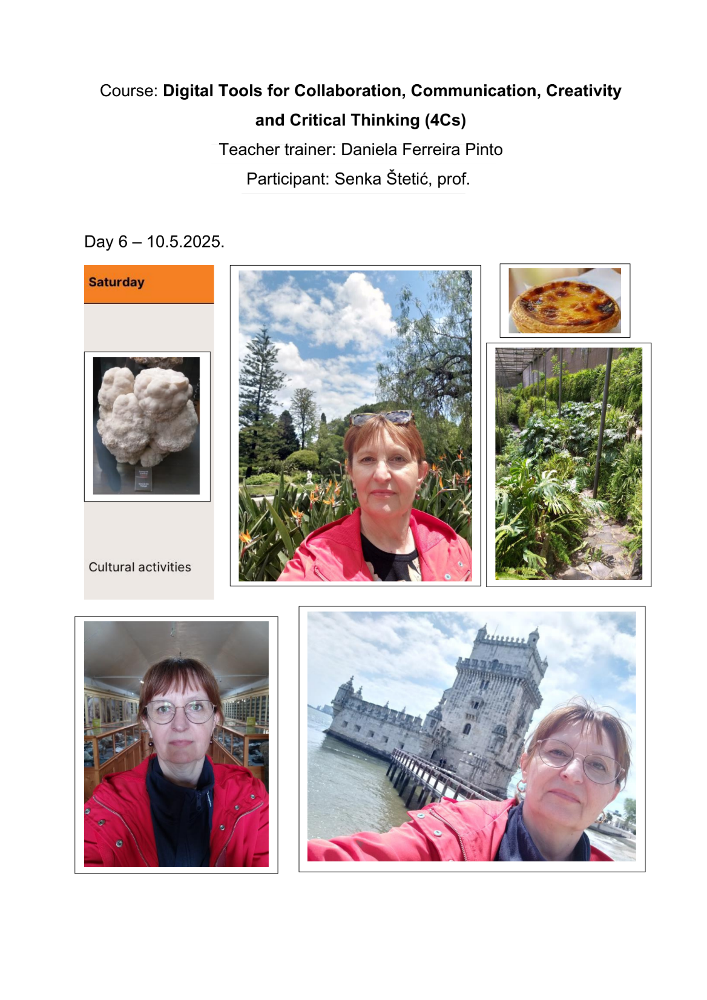 Course: Digital Tools for Collaboration, Communication, Creativity
and Critical Thinking (4Cs)
Teacher trainer: Daniela Ferreira Pinto
Participant: Senka Štetić, prof.
Day 6 – 10.5.2025.
Saturday
Cultural activities